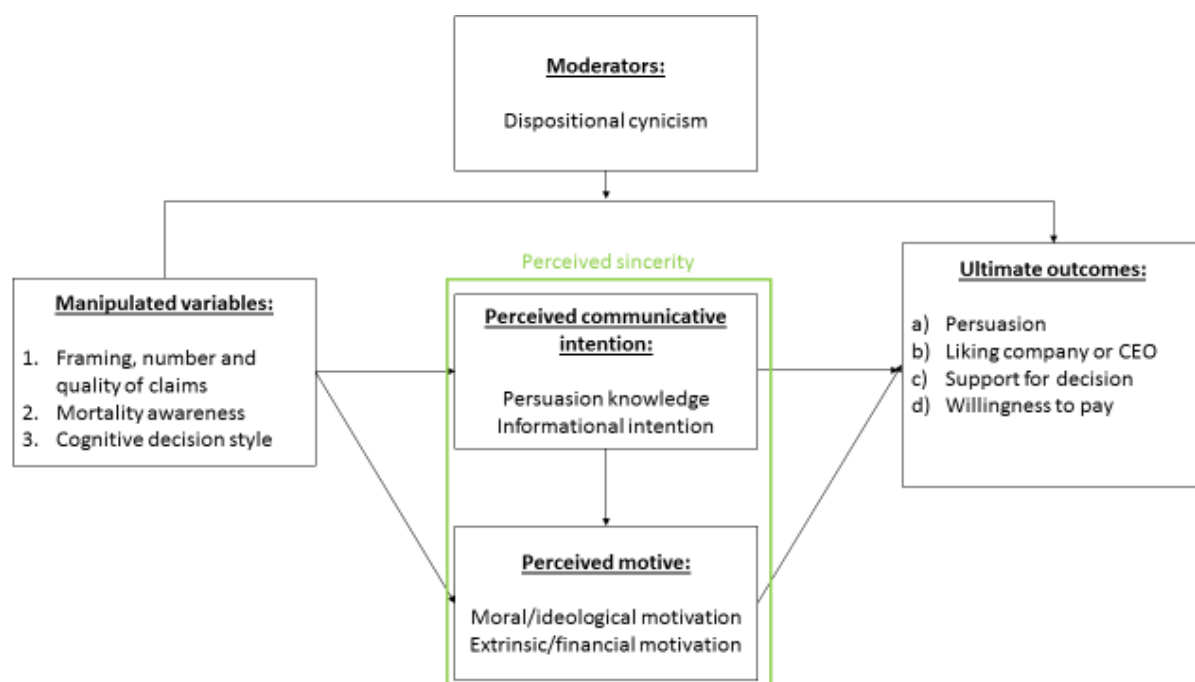 Moderators:
Dispositional cynicism
Perceived sincerity
Manipulated variables:
1. Framing, number and
quality of claims
2. Mortality awareness
3. Cognitive decision style
Perceived communicative
intention:
Persuasion knowledge
Informational intention
Perceived motive:
Moral/ideological motivation
Extrinsic/financial motivation
Ultimate outcomes:
a) Persuasion
b) Liking company or CEO
c) Support for decision
d) Willingness to pay